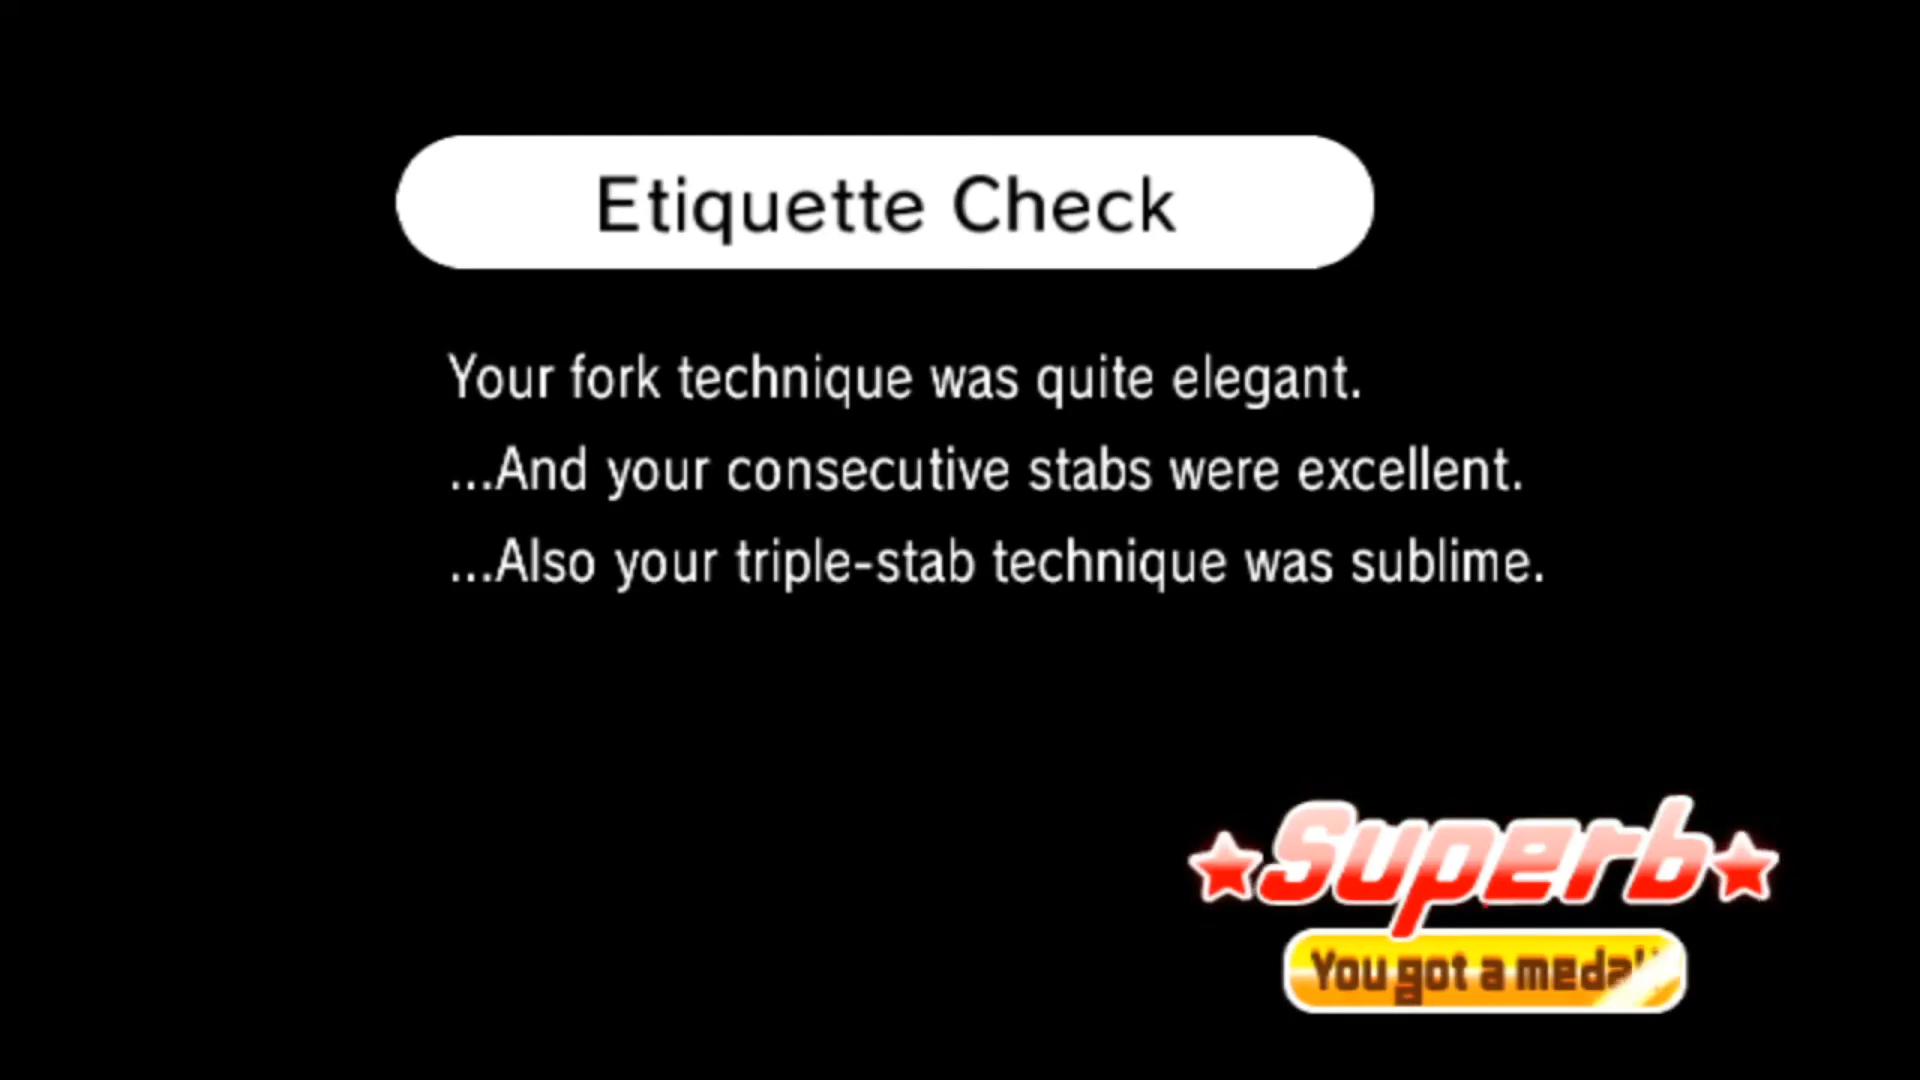 Etiquette Check
Your fork technique was quite elegant.
...And your consecutive stabs were excellent.
...Also your triple-stab technique was sublime.
Superb
You got a medal!